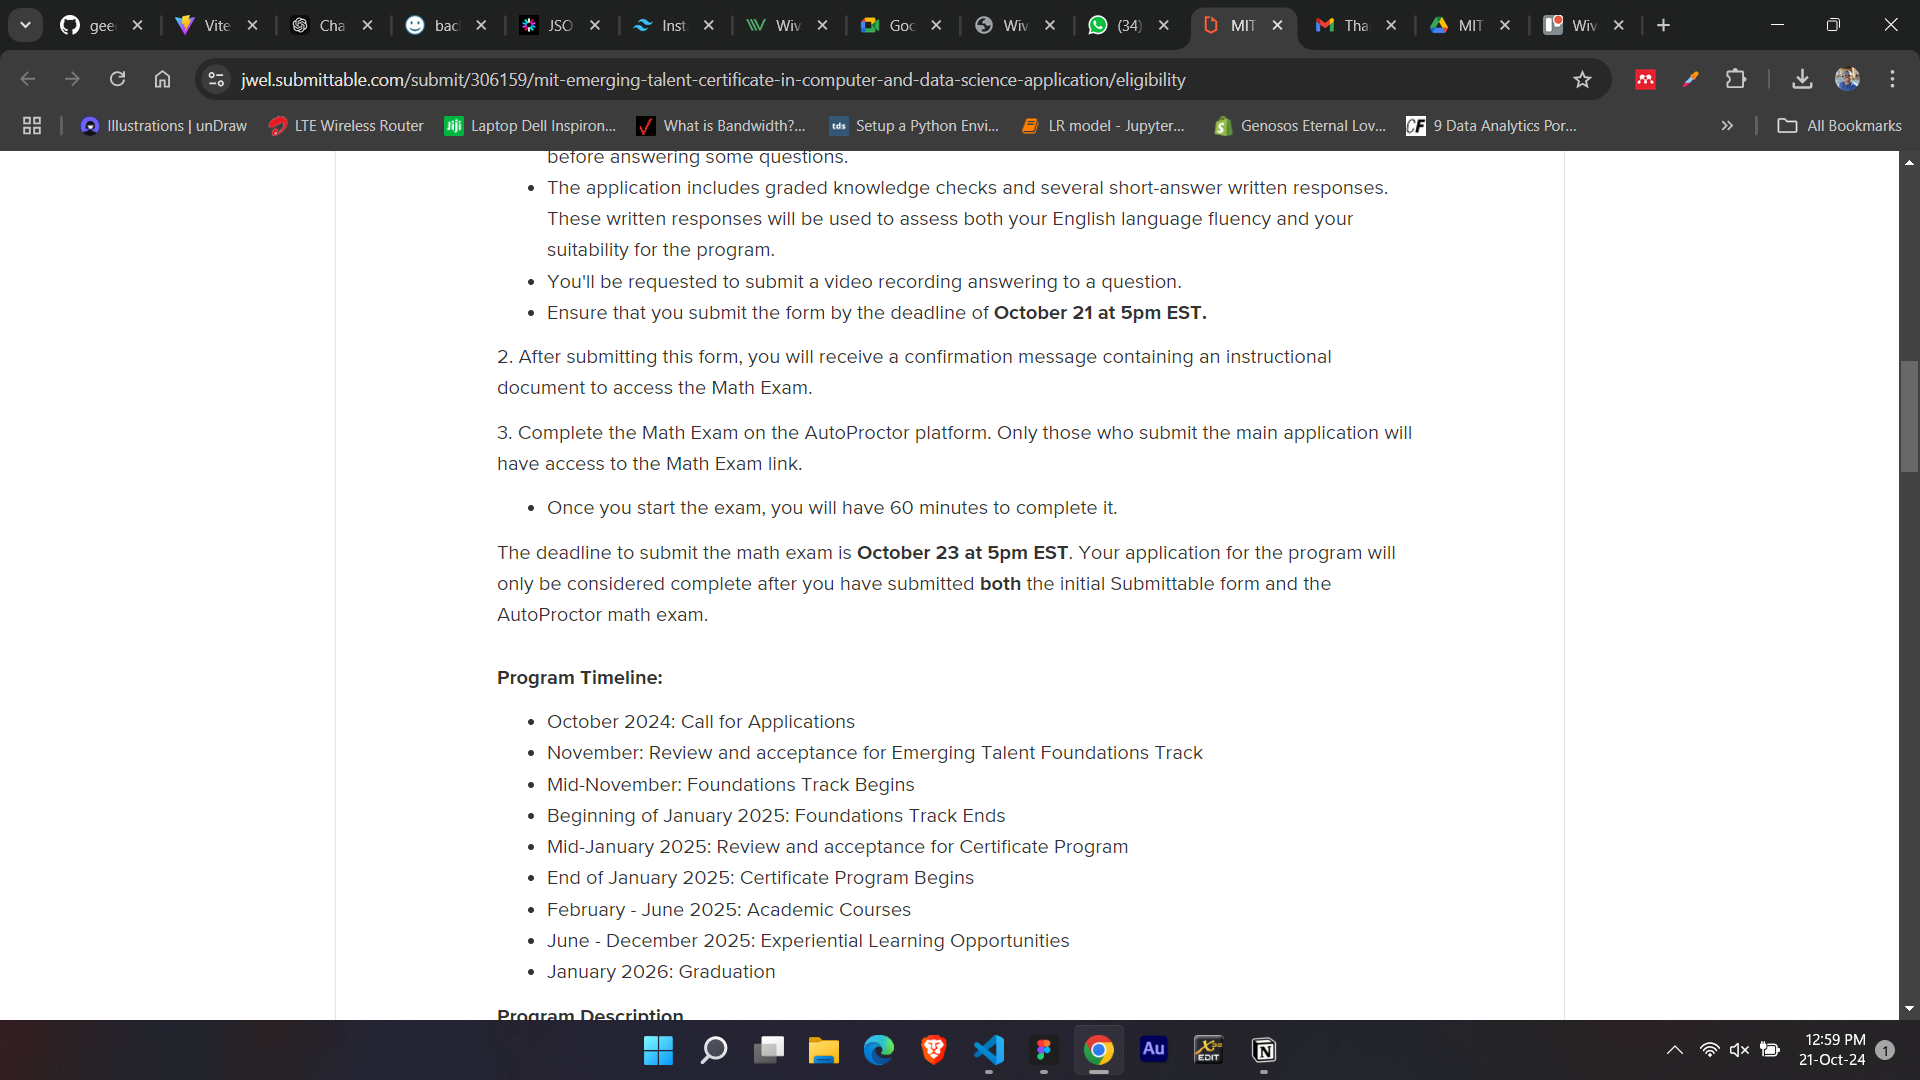 gee
Vite
Cha
bac
JSO
Inst
Wiv
Goo
Wiv
(34)
MIT
Tha
MIT
Wiv
jwel.submittable.com/submit/306159/mit-emerging-talent-certificate-in-computer-and-data-science-application/eligibility
Illustrations | unDraw
LTE Wireless Router
Jiji Laptop Dell Inspiron...
What is Bandwidth?...
tds Setup a Python Envi...
LR model - Jupyter...
Genosos Eternal Lov...
CF 9 Data Analytics Por...
All Bookmarks
before answering some questions.
• The application includes graded knowledge checks and several short-answer written responses.
These written responses will be used to assess both your English language fluency and your
suitability for the program.
• You'll be requested to submit a video recording answering to a question.
• Ensure that you submit the form by the deadline of October 21 at 5pm EST.
2. After submitting this form, you will receive a confirmation message containing an instructional
document to access the Math Exam.
3. Complete the Math Exam on the AutoProctor platform. Only those who submit the main application will
have access to the Math Exam link.
• Once you start the exam, you will have 60 minutes to complete it.
The deadline to submit the math exam is October 23 at 5pm EST. Your application for the program will
only be considered complete after you have submitted both the initial Submittable form and the
AutoProctor math exam.
Program Timeline:
• October 2024: Call for Applications
• November: Review and acceptance for Emerging Talent Foundations Track
• Mid-November: Foundations Track Begins
• Beginning of January 2025: Foundations Track Ends
• Mid-January 2025: Review and acceptance for Certificate Program
• End of January 2025: Certificate Program Begins
• February - June 2025: Academic Courses
• June - December 2025: Experiential Learning Opportunities
• January 2026: Graduation
Program Description
Au
EDIT
12:59 PM
21-Oct-24
1